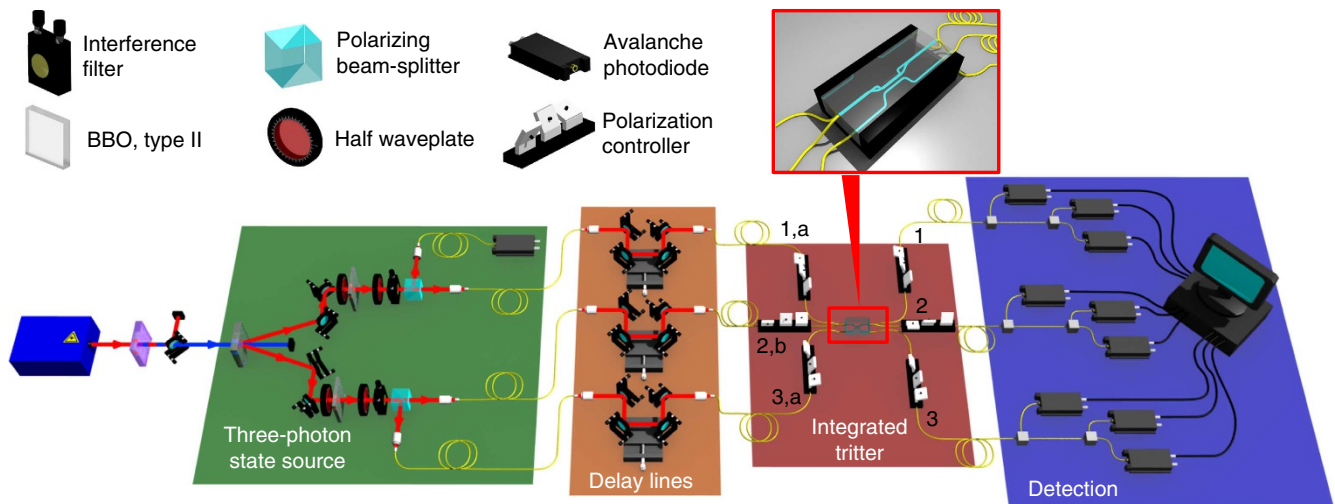 Interference
filter
Polarizing
beam-splitter
Avalanche
photodiode
BBO, type II
Half waveplate
Polarization
controller
1,a
1
2
2,b
3,a
3
Three-photon
state source
Delay lines
Integrated
tritter
Detection